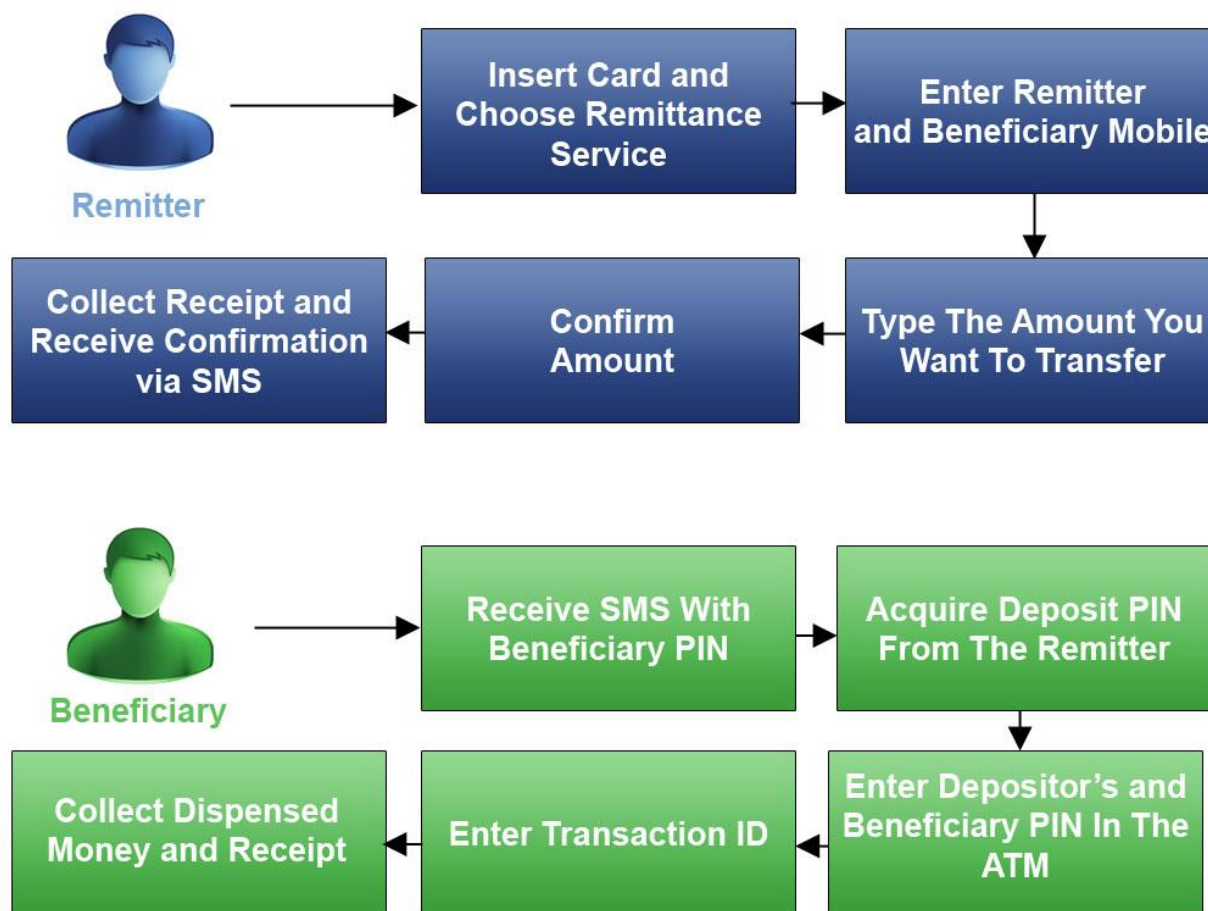 Insert Card and
Choose Remittance
Service
Enter Remitter
and Beneficiary Mobile
Remitter
Collect Receipt and
Receive Confirmation
via SMS
Confirm
Amount
Type The Amount You
Want To Transfer
Receive SMS With
Beneficiary PIN
Acquire Deposit PIN
From The Remitter
Beneficiary
Collect Dispensed
Money and Receipt
Enter Transaction ID
Enter Depositor’s and
Beneficiary PIN In The
ATM